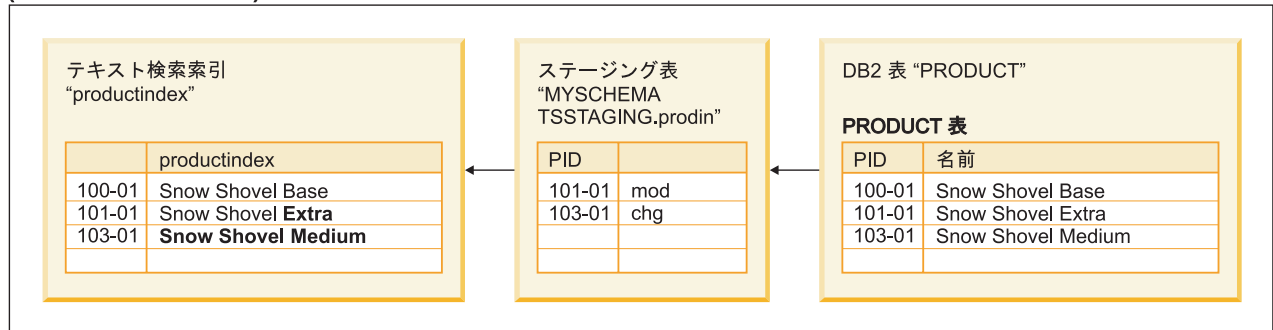 テキスト検索索引
“productindex”
productindex
100-01 Snow Shovel Base
101-01 Snow Shovel Extra
103-01 Snow Shovel Medium
ステージング表
“MYSCHEMA
TSSTAGING.prodin”
PID
101-01 mod
103-01 chg
DB2 表 “PRODUCT”
PRODUCT 表
PID 名前
100-01 Snow Shovel Base
101-01 Snow Shovel Extra
103-01 Snow Shovel Medium